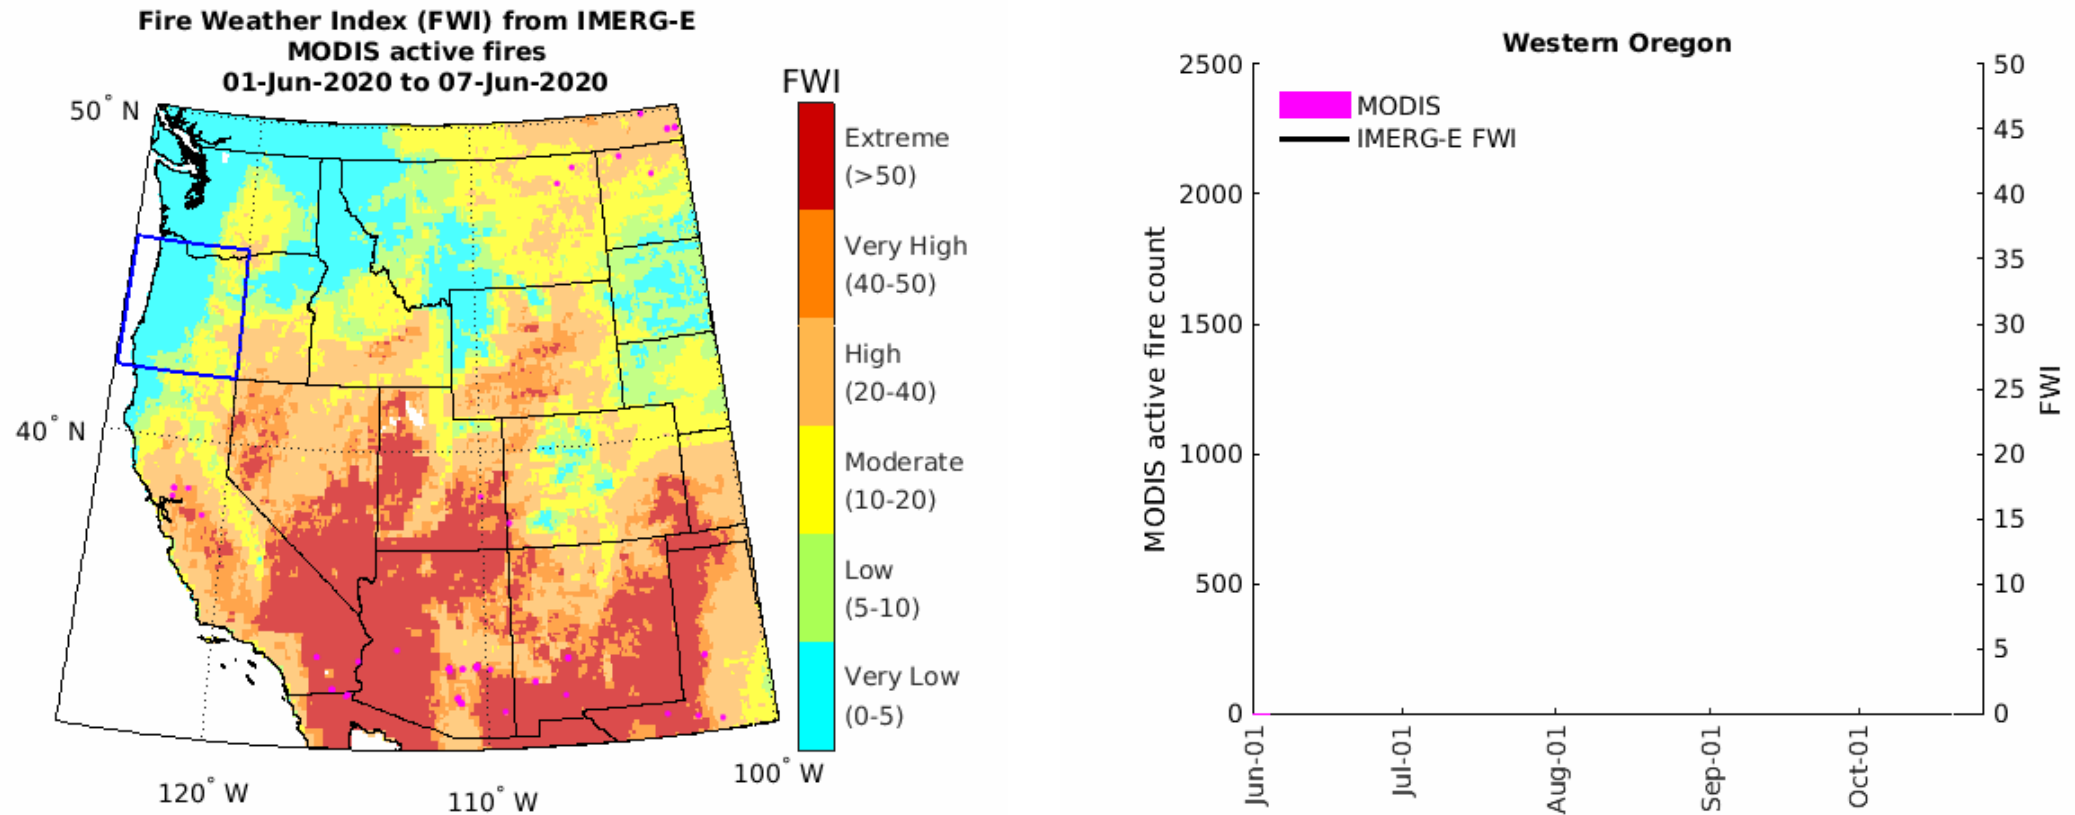 Fire Weather Index (FWI) from IMERG-E
MODIS active fires
01-Jun-2020 to 07-Jun-2020
50° N
40° N
120° W
110° W
100° W
FWI
Extreme
(>50)
Very High
(40-50)
High
(20-40)
Moderate
(10-20)
Low
(5-10)
Very Low
(0-5)
Western Oregon
MODIS
IMERG-E FWI
MODIS active fire count
2500
2000
1500
1000
500
0
50
45
40
35
30
25
20
15
10
5
0
FWI
Jun-01
Jul-01
Aug-01
Sep-01
Oct-01